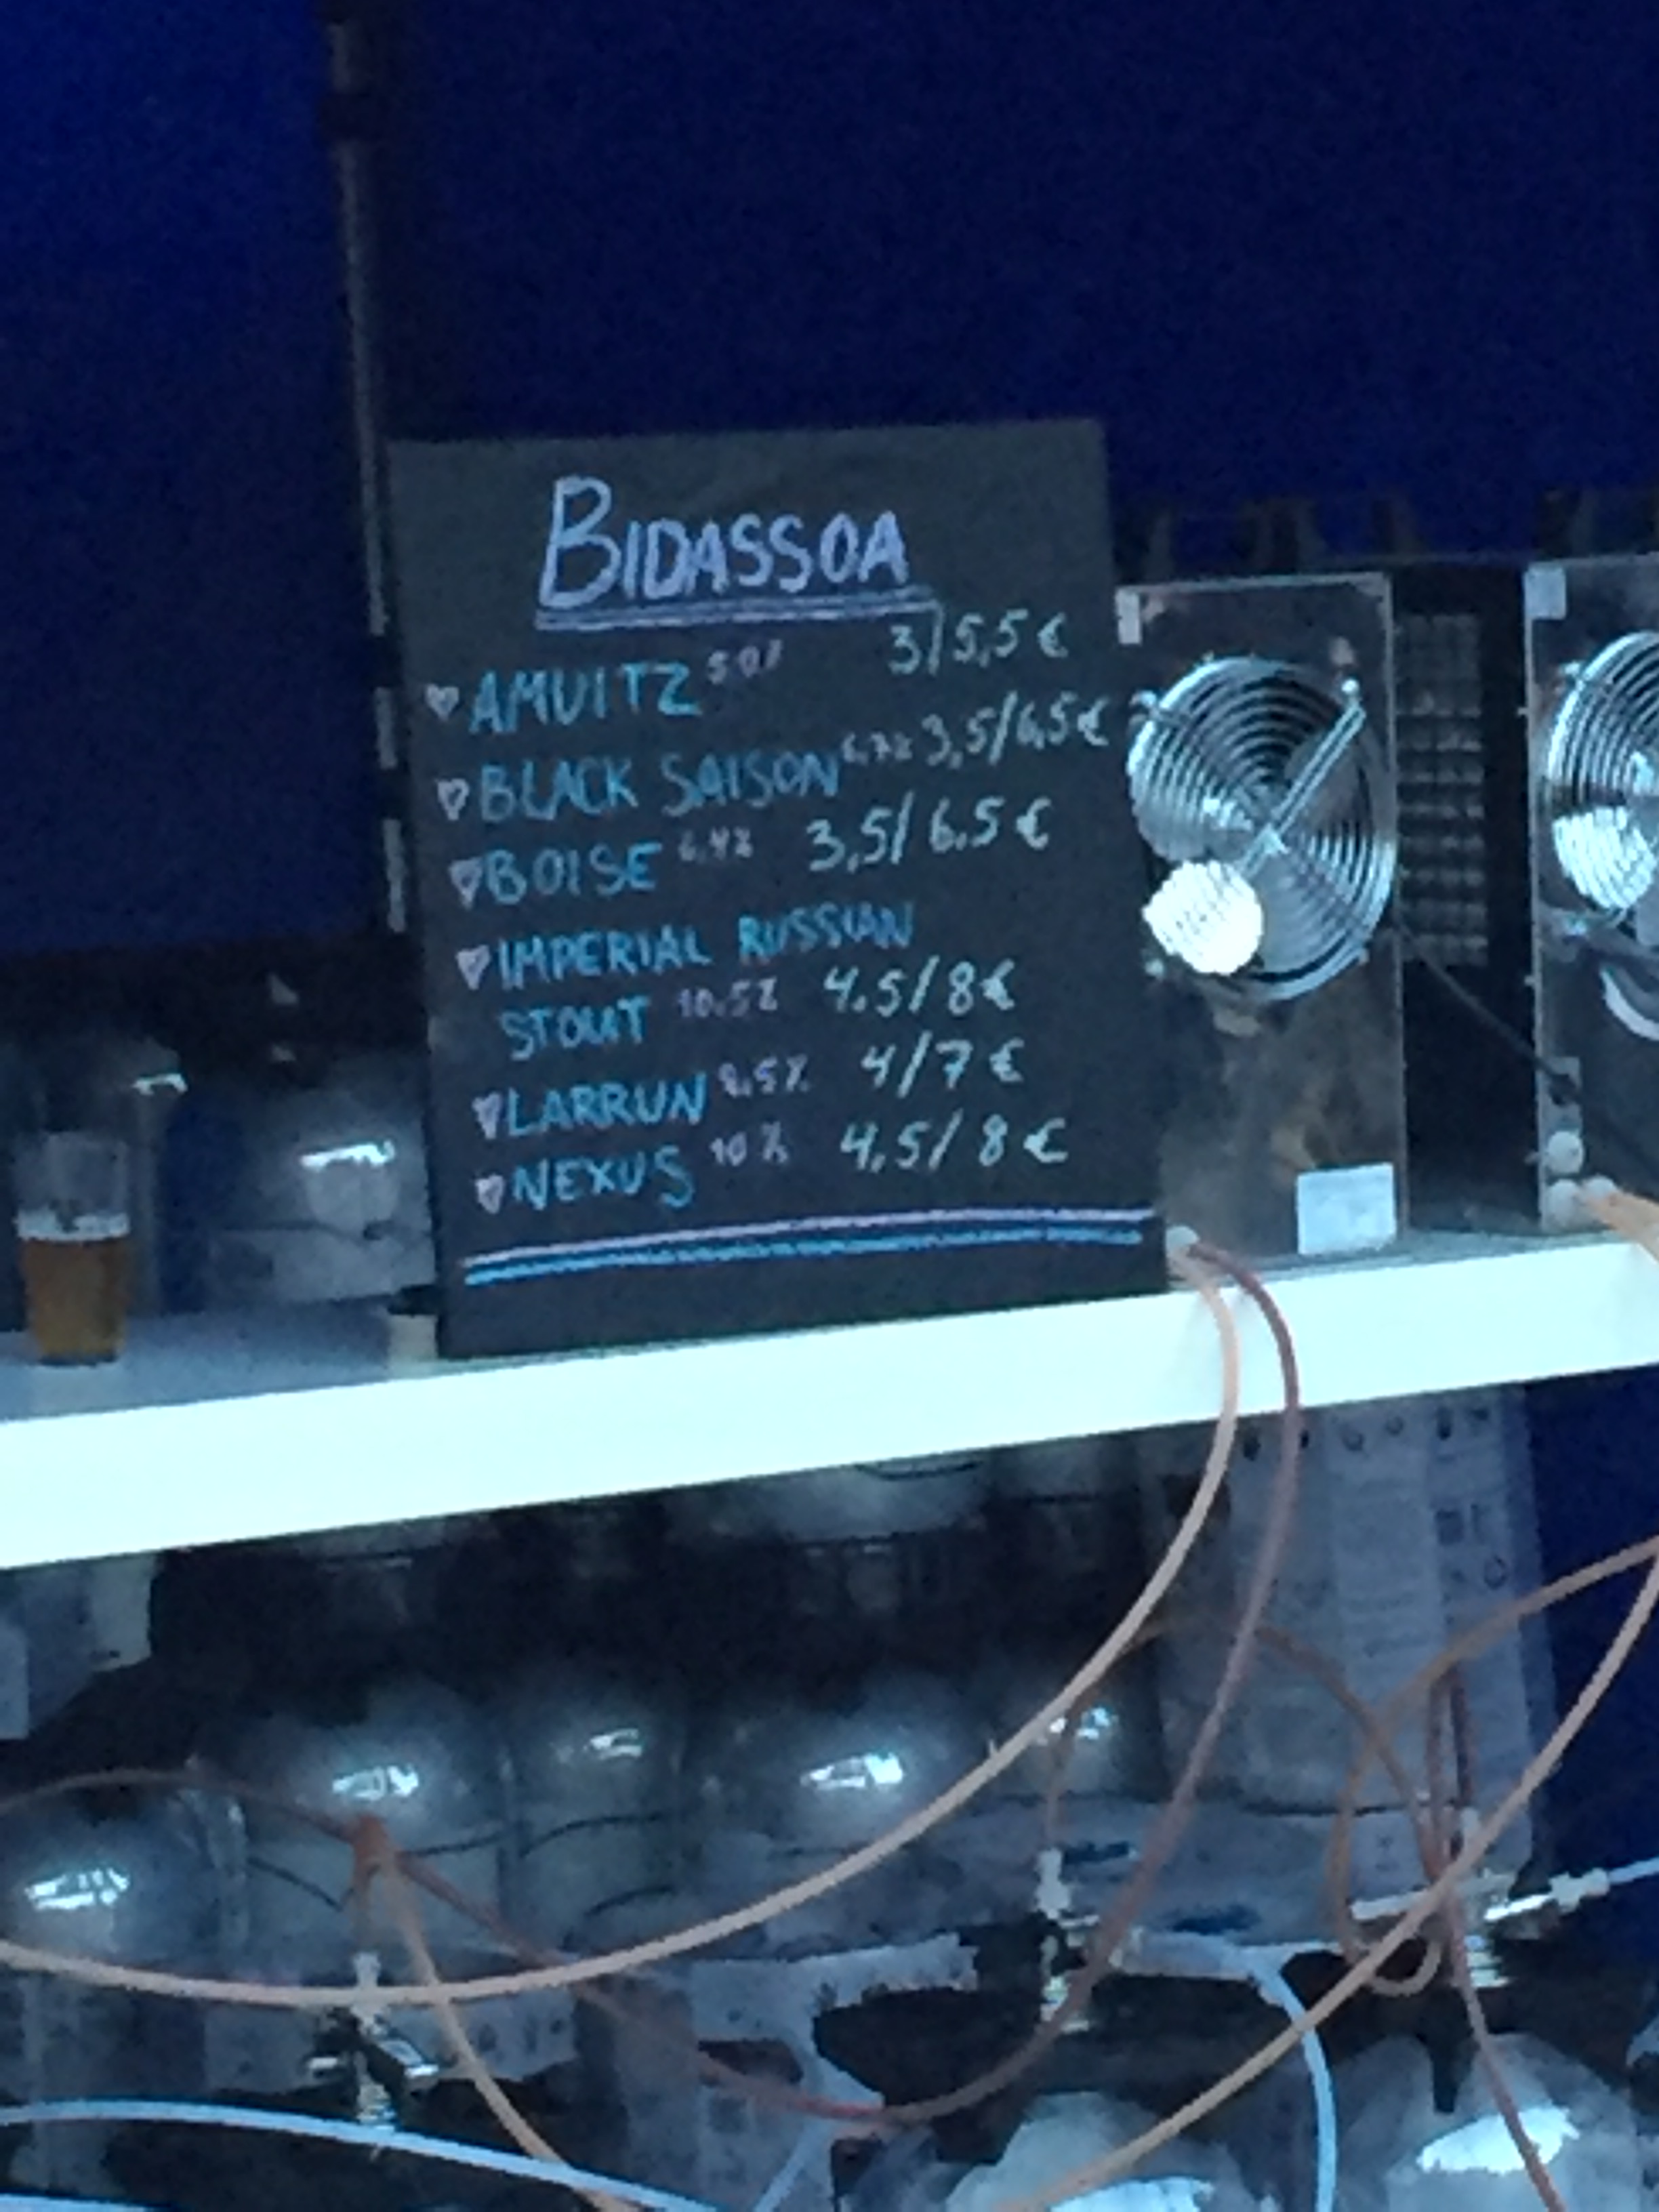 BIDASSOA
♥ AMUITZ 5.0% 3/5,5€
♥ BLACK SAISON 3,5/6,5€
♥ BOISE 6.4% 3,5/6.5€
♥ IMPERIAL RUSSIAN
STOUT 10.5% 4.5/8€
♥ LARRUN 8,5% 4/7€
♥ NEXUS 10% 4,5/8€